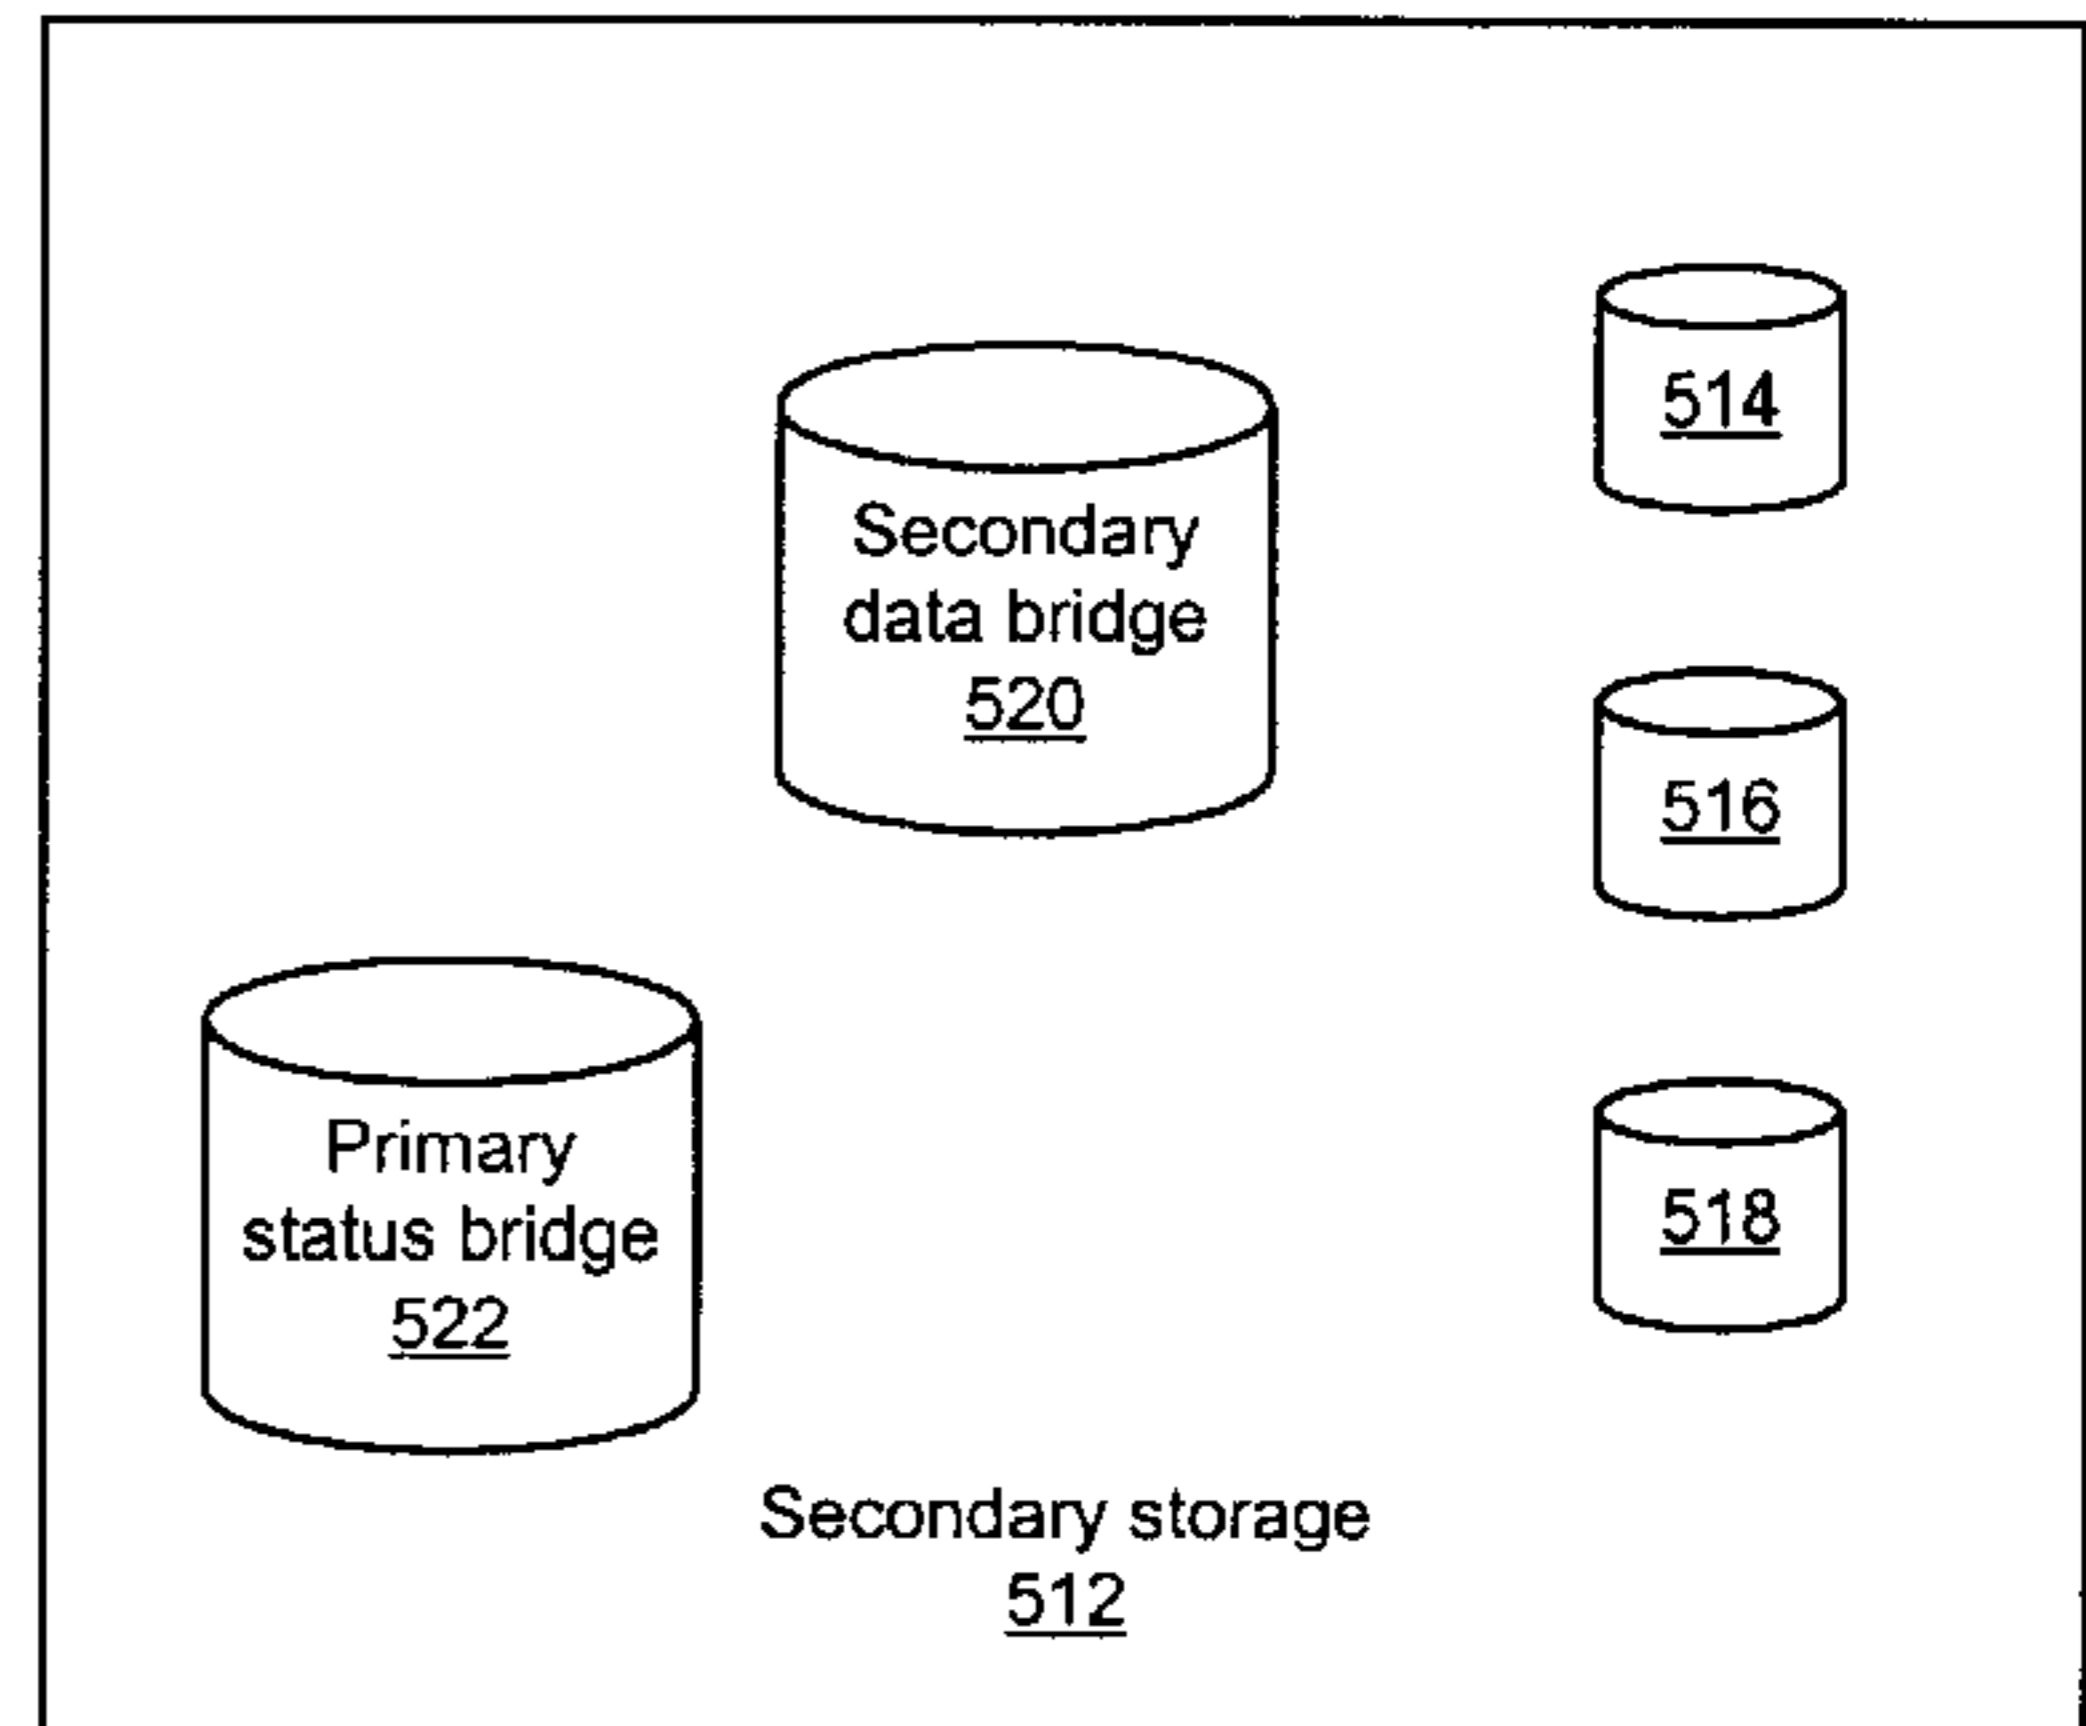 514
Secondary
data bridge
520
516
Primary
status bridge
522
518
Secondary storage
512